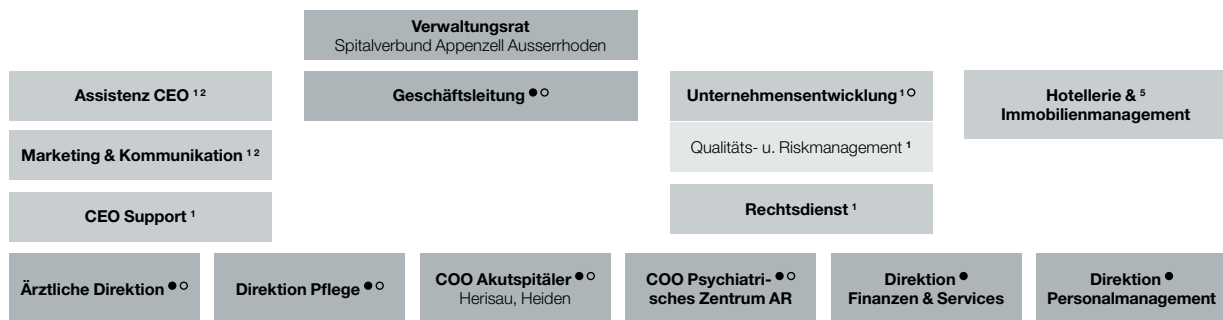 Verwaltungsrat
Spitalverbund Appenzell Ausserrhoden
Assistenz CEO ¹ ²
Geschäftsleitung ●○
Unternehmensentwicklung ¹ ○
Hotellerie & ⁵
Immobilienmanagement
Marketing & Kommunikation ¹ ²
Qualitäts- u. Riskmanagement ¹
CEO Support ¹
Rechtsdienst ¹
Ärztliche Direktion ●○
Direktion Pflege ●○
COO Akutspitäler ●○
Herisau, Heiden
COO Psychiatri- ●○
sches Zentrum AR
Direktion ●
Finanzen & Services
Direktion ●
Personalmanagement